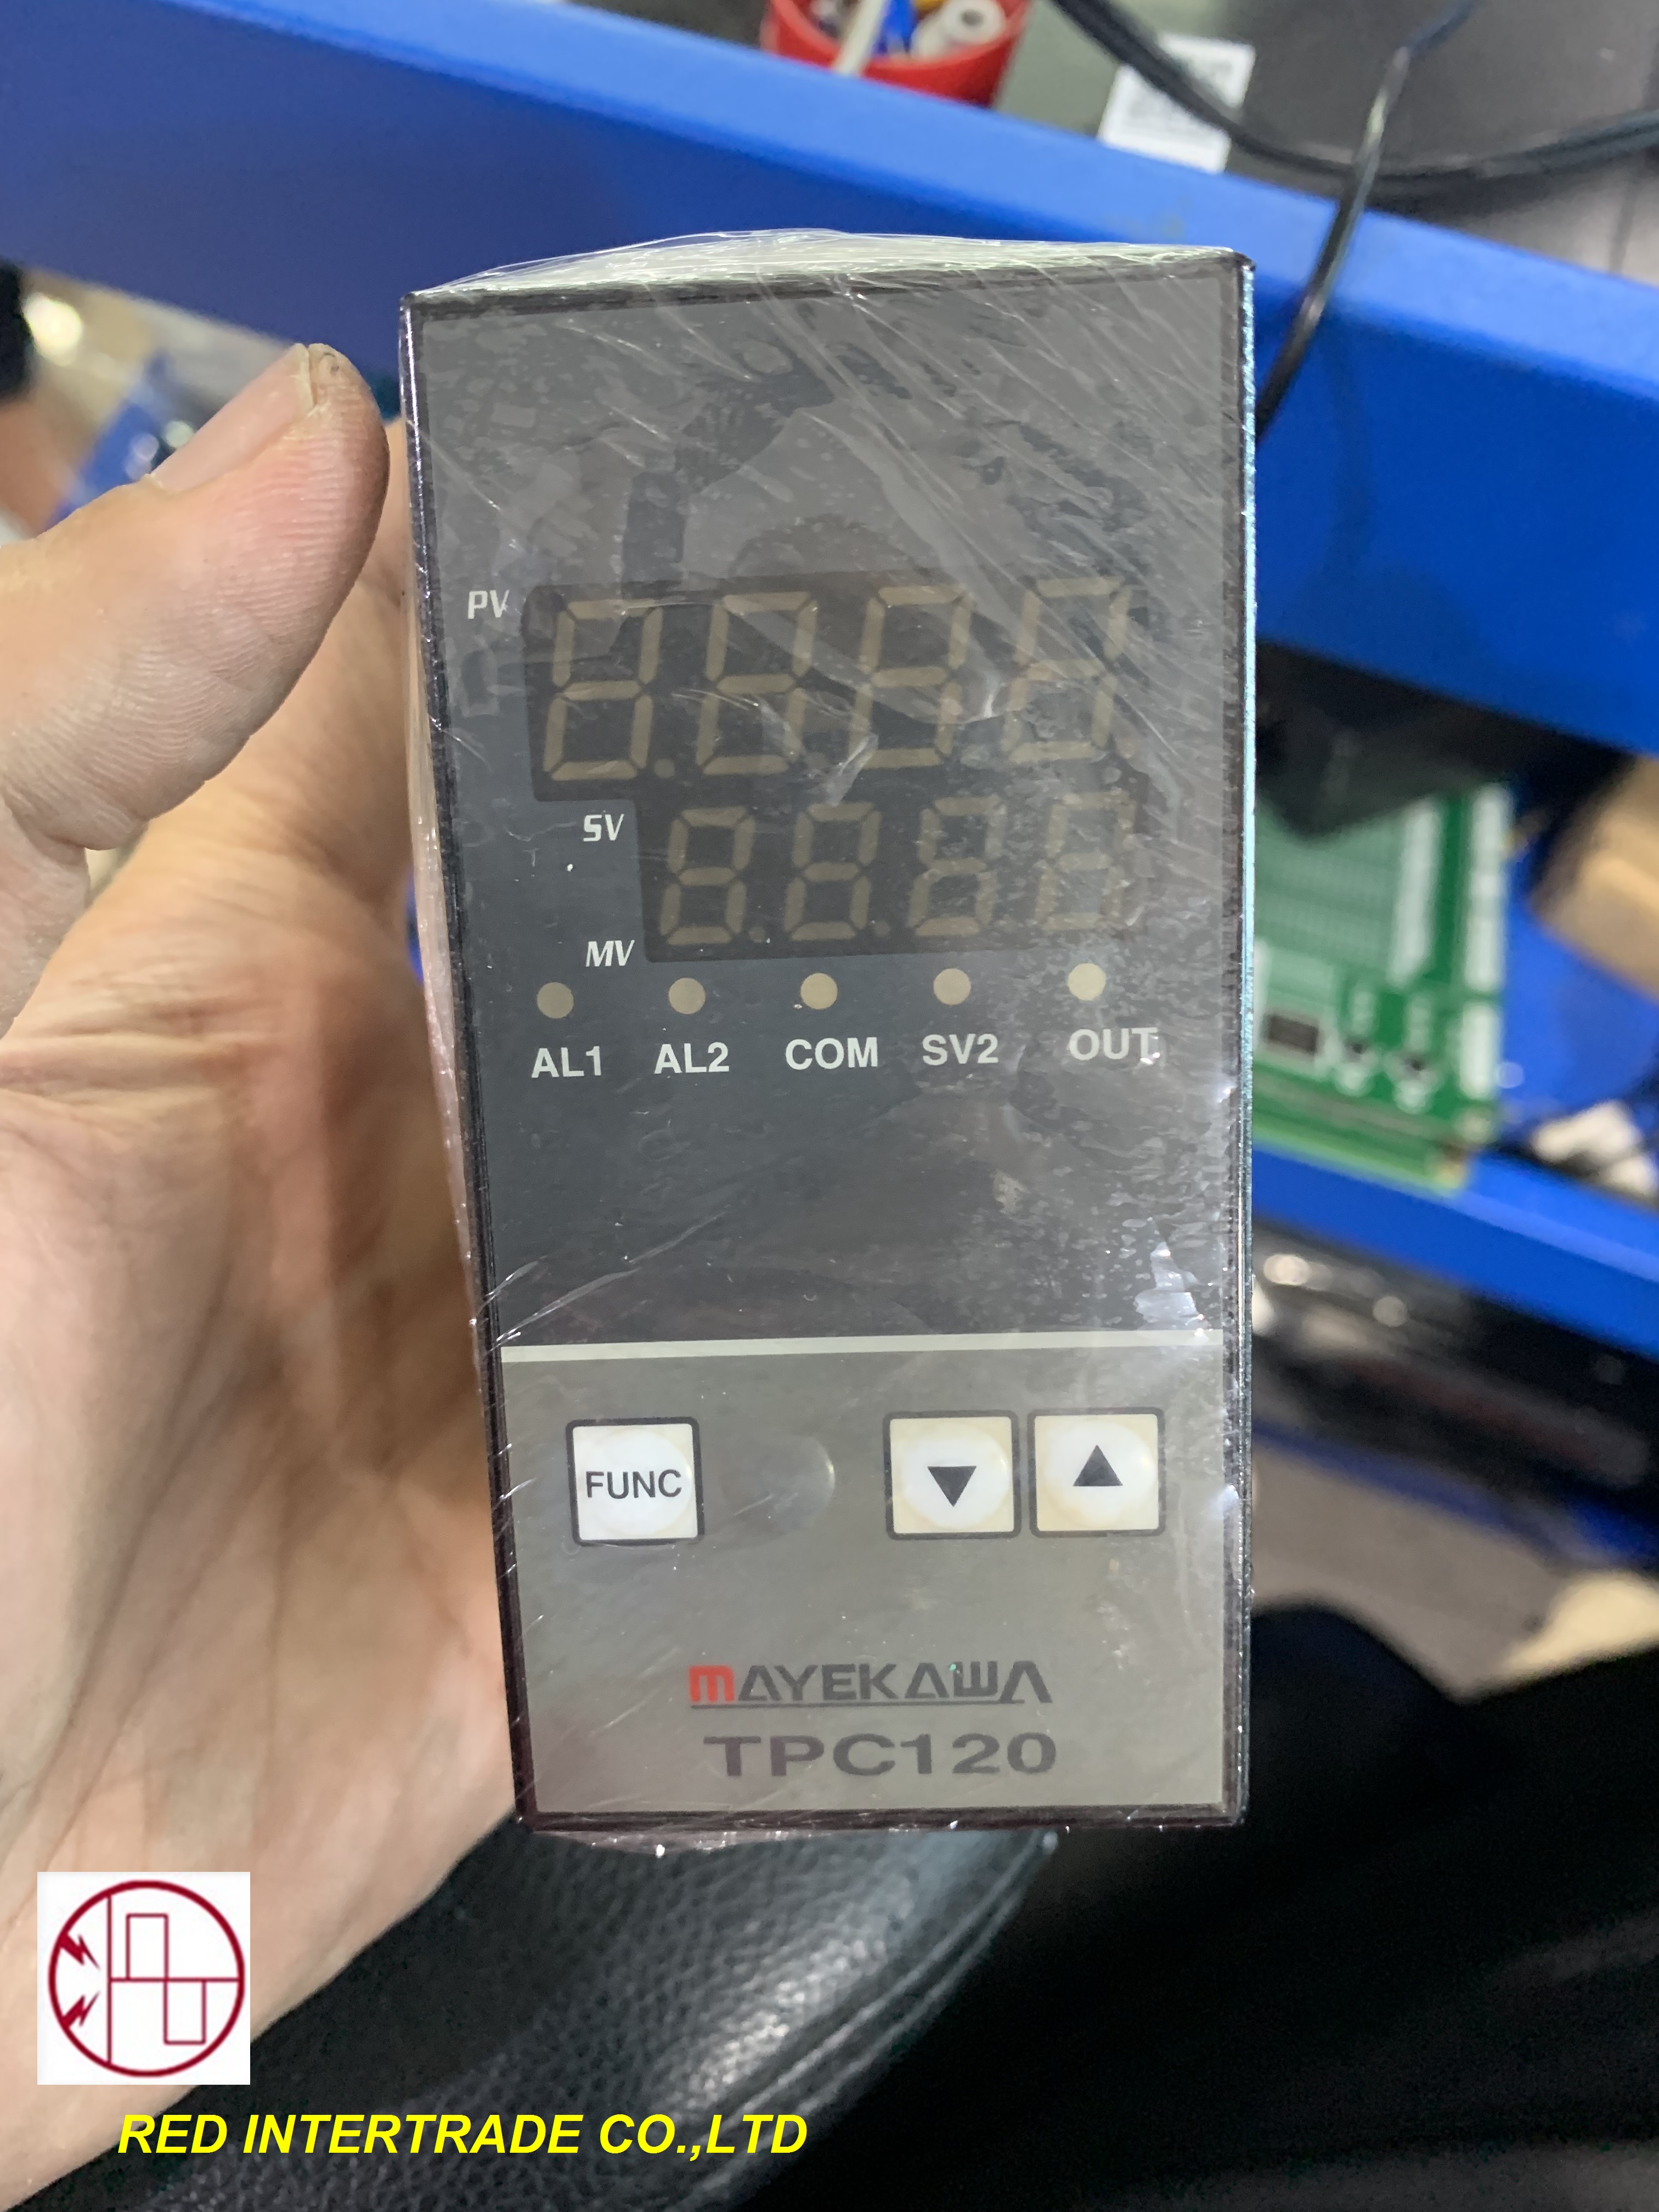 PV
SV
MV
AL1 AL2 COM SV2 OUT
FUNC
MAYEKAWA
TPC120
RED INTERTRADE CO.,LTD